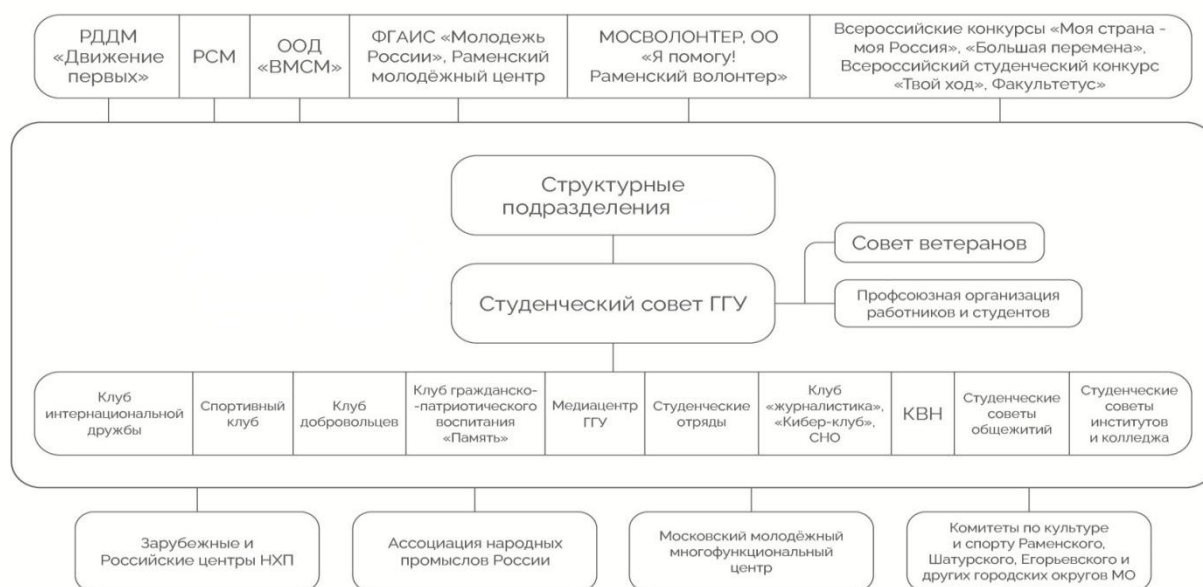 РДДМ
«Движение
первых»
РСМ
ООД
«ВМСМ»
ФГАИС «Молодежь
России», Раменский
молодёжный центр
МОСВОЛОНТЕР, ОО
«Я помогу!
Раменский волонтер»
Всероссийские конкурсы «Моя страна -
моя Россия», «Большая перемена»,
Всероссийский студенческий конкурс
«Твой ход», Факультетус»
Структурные
подразделения
Студенческий совет ГГУ
Совет ветеранов
Профсоюзная организация
работников и студентов
Клуб
интернациональной
дружбы
Спортивный
клуб
Клуб
добровольцев
Клуб гражданско-
-патриотического
воспитания
«Память»
Медиацентр
ГГУ
Студенческие
отряды
Клуб
«журналистика»,
«Кибер-клуб»,
СНО
КВН
Студенческие
советы
общежитий
Студенческие
советы
институтов
и колледжа
Зарубежные и
Российские центры НХП
Ассоциация народных
промыслов России
Московский молодёжный
многофункциональный
центр
Комитеты по культуре
и спорту Раменского,
Шатурского, Егорьевского и
других городских округов МО